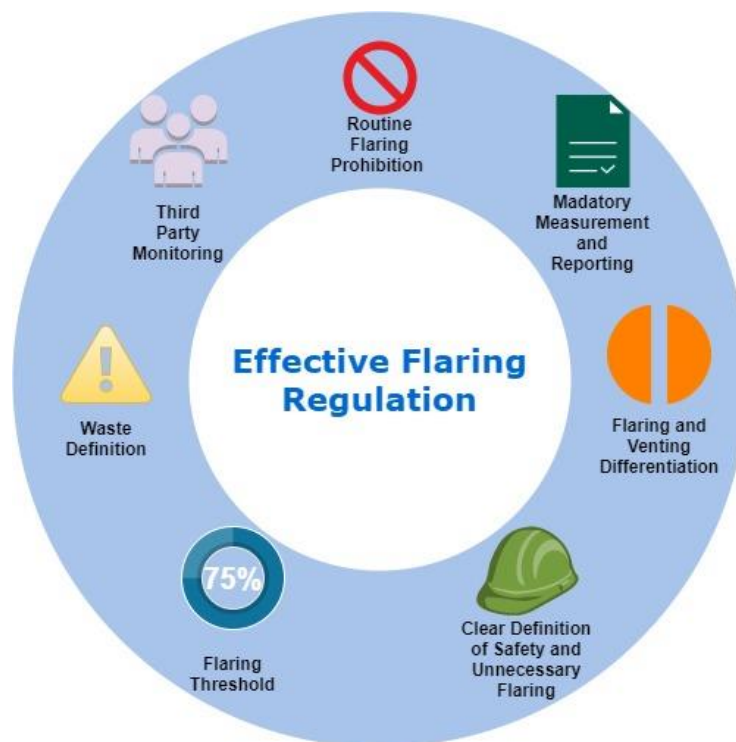 Routine
Flaring
Prohibition
Madatory
Measurement
and
Reporting
Flaring and
Venting
Differentiation
Clear Definition
of Safety and
Unnecessary
Flaring
75%
Flaring
Threshold
Waste
Definition
Third
Party
Monitoring
Effective Flaring
Regulation